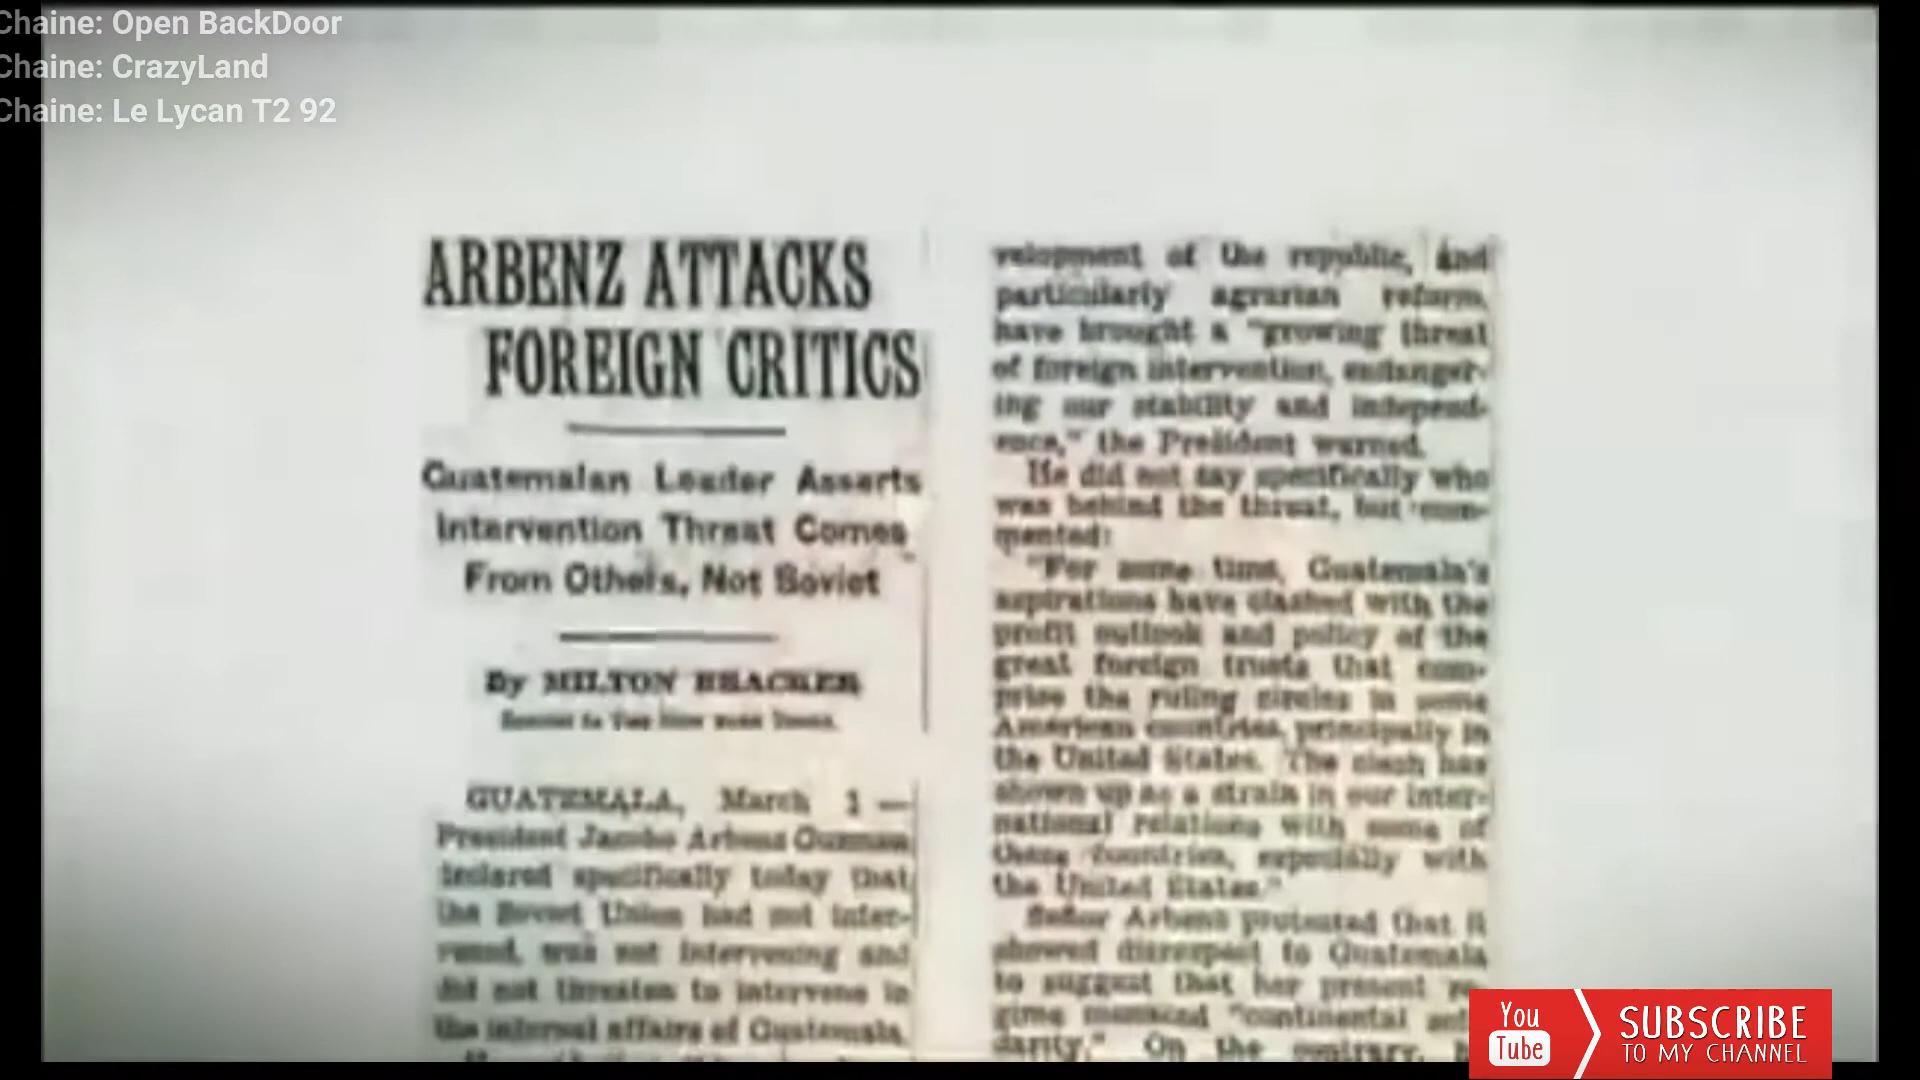 Chaine: Open BackDoor
Chaine: CrazyLand
Chaine: Le Lycan T2 92
ARBENZ ATTACKS
FOREIGN CRITICS
Guatemalan Leader Asserts
Intervention Threat Comes
From Others, Not Soviet
By MILTON BRACKER
Special to The New York Times.
GUATEMALA, March 1 —
President Jacobo Arbenz Guzman
declared specifically today that
the Soviet Union had not inter-
vened, was not intervening and
did not threaten to intervene in
the internal affairs of Guatemala.
velopment of the republic, and
particularly agrarian reform,
have brought a "growing threat
of foreign intervention, endanger-
ing our stability and independ-
ence," the President warned.
He did not say specifically who
was behind the threat, but com-
mented:
"For some time, Guatemala's
aspirations have clashed with the
profit outlook and policy of the
great foreign trusts that com-
prise the ruling circles in some
American countries, principally in
the United States. The clash has
shown up as a strain in our inter-
national relations with some of
these countries, especially with
the United States."
Señor Arbenz protested that it
showed disrespect to Guatemala
to suggest that her present re-
gime menaced "continental soli-
darity." On the contrary,
You
Tube
SUBSCRIBE
TO MY CHANNEL